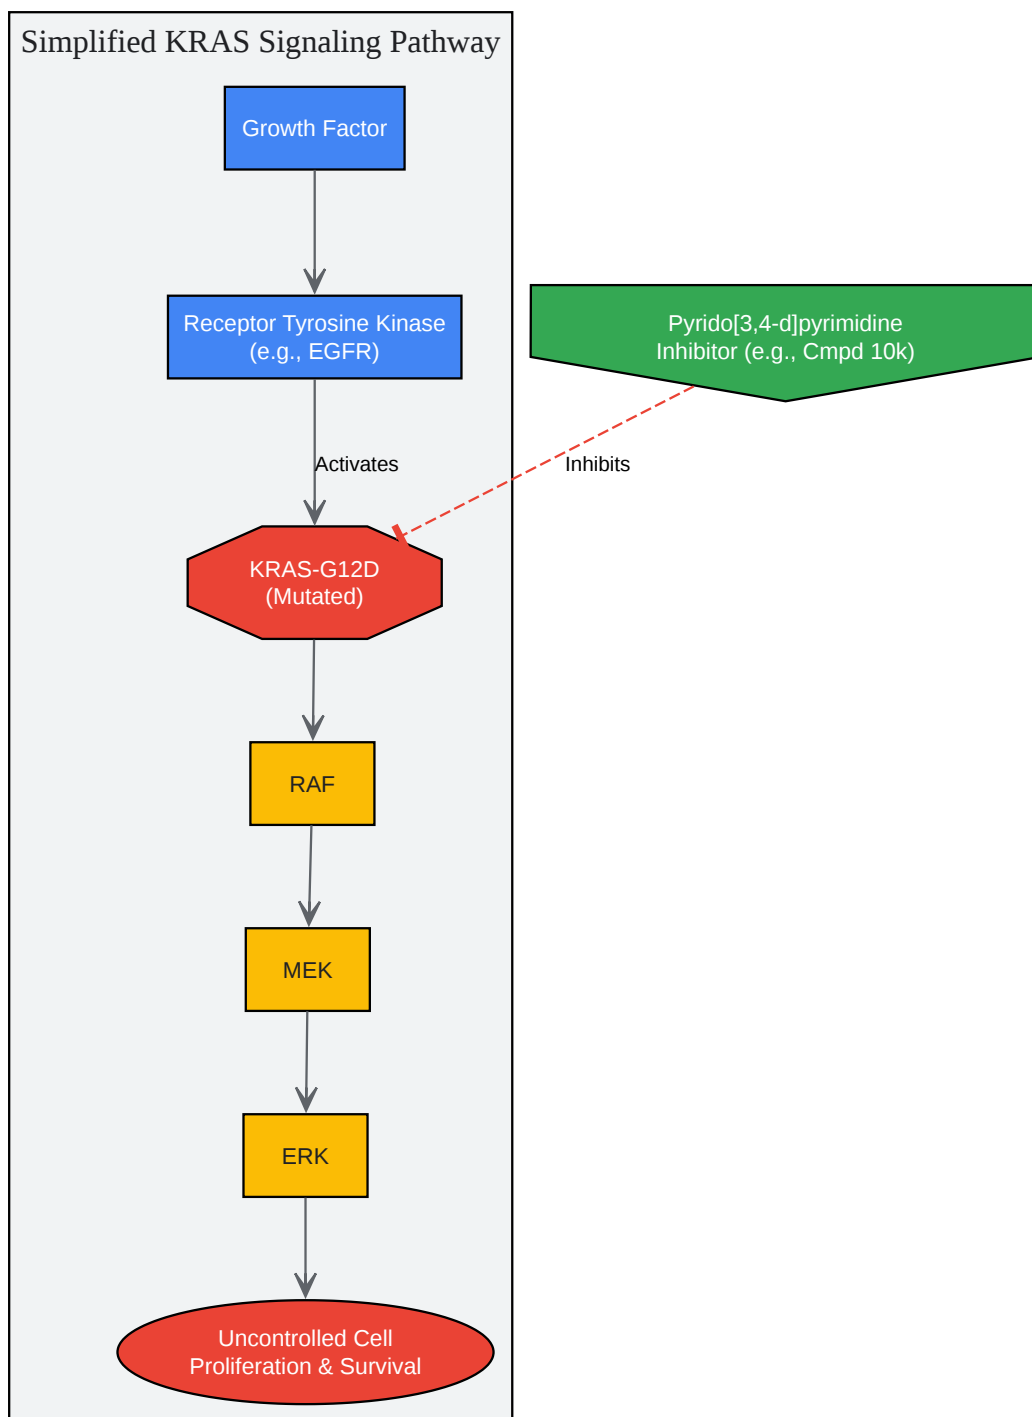 Simplified KRAS Signaling Pathway
Growth Factor
Receptor Tyrosine Kinase
(e.g., EGFR)
Pyrido[3,4-d]pyrimidine
Inhibitor (e.g., Cmpd 10k)
Activates
Inhibits
KRAS-G12D
(Mutated)
RAF
MEK
ERK
Uncontrolled Cell
Proliferation & Survival